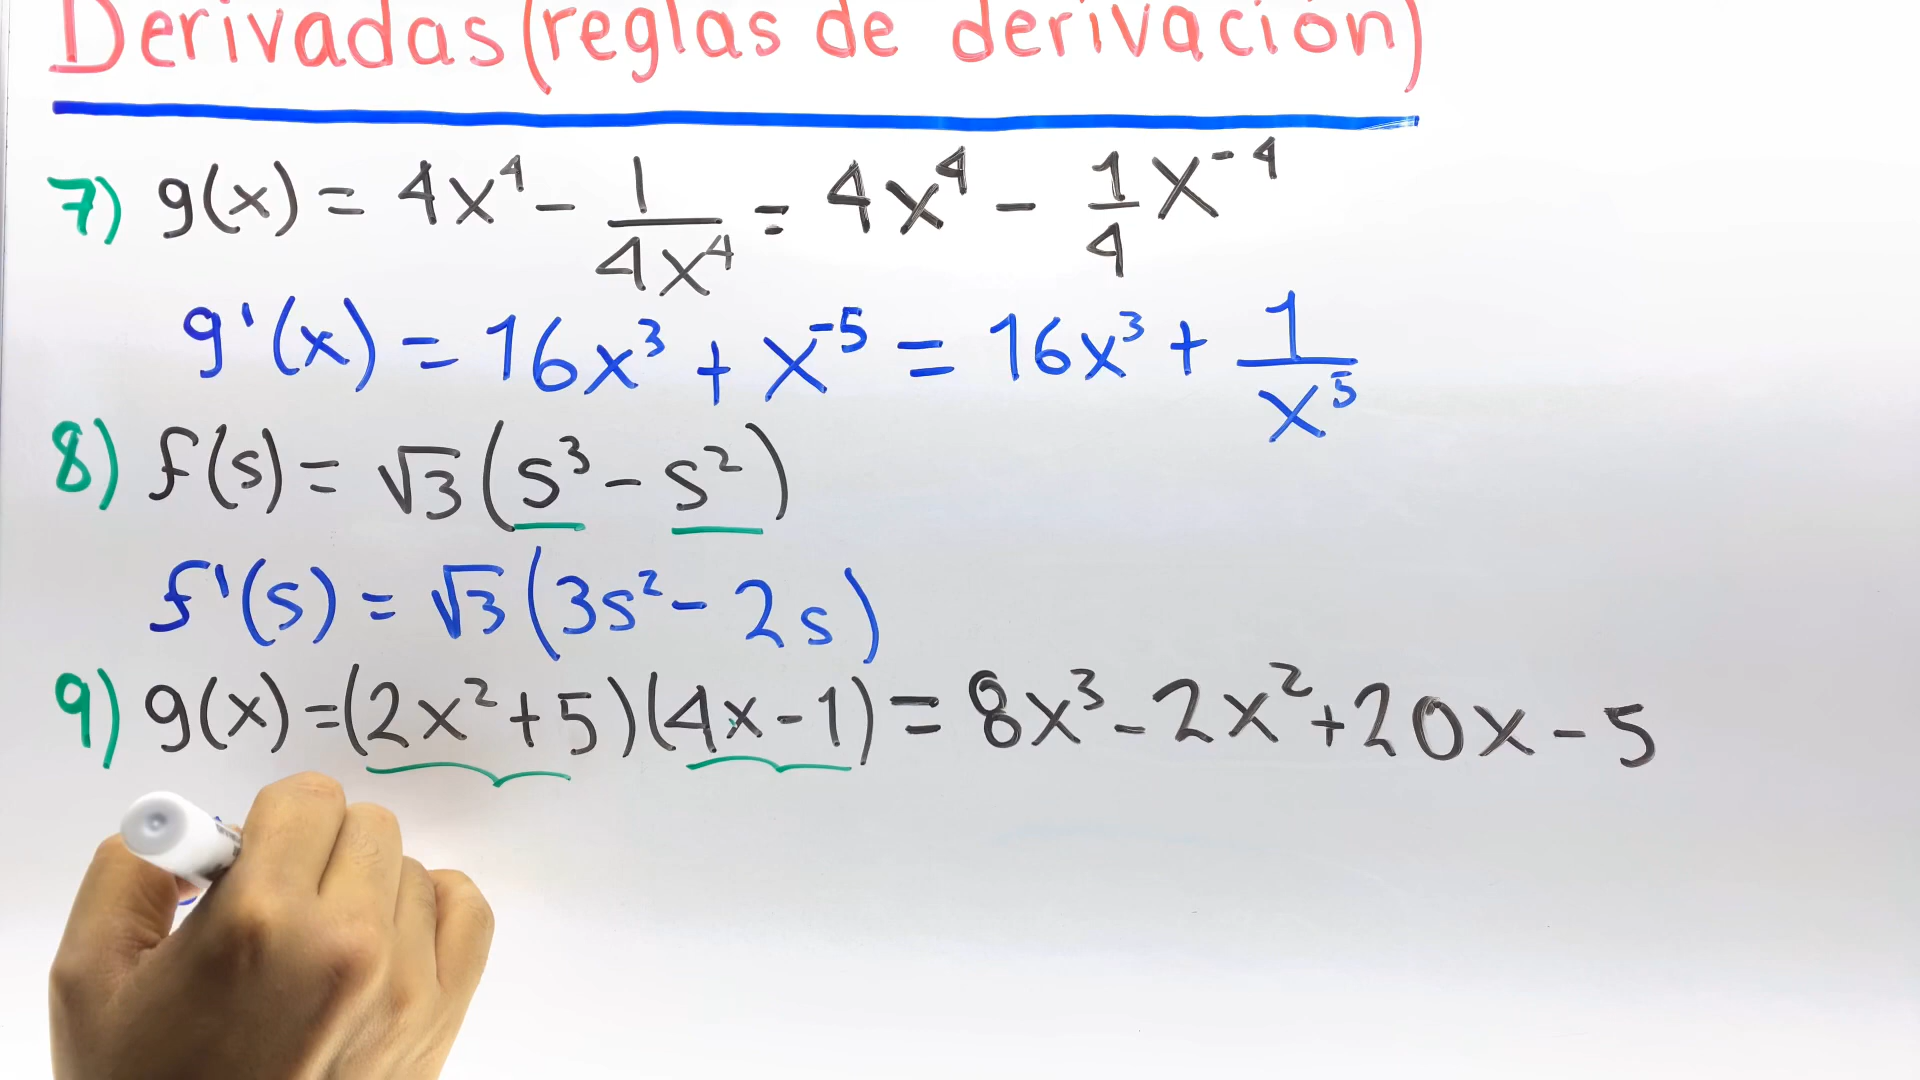 Derivadas (reglas de derivación)
7) g(x) = 4x⁴ - 1/4x⁴ = 4x⁴ - 1/4 x⁻⁴
g'(x) = 16x³ + x⁻⁵ = 16x³ + 1/x⁵
8) f(s) = √3(s³ - s²)
f'(s) = √3(3s² - 2s)
9) g(x) = (2x² + 5)(4x - 1) = 8x³ - 2x² + 20x - 5